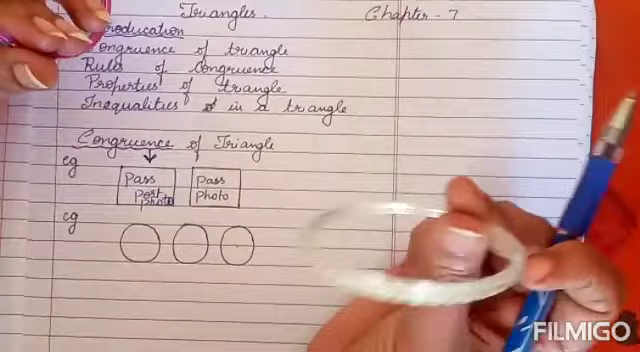 Triangles. Chapter - 7
roducation
Congruence of triangle
Rules of congruence
Properties of triangle
Inequalities in a triangle
Congruence of Triangle
eg
Pass Port Photo
Pass Photo
eg
FILMIGO